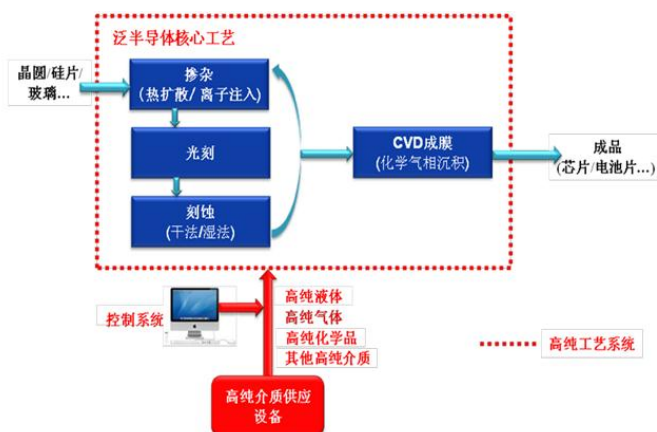 泛半导体核心工艺
晶圆/硅片/
玻璃...
掺杂
(热扩散/ 离子注入)
光刻
刻蚀
(干法/湿法)
CVD成膜
(化学气相沉积)
成品
(芯片/电池片...)
控制系统
高纯液体
高纯气体
高纯化学品
其他高纯介质
高纯工艺系统
高纯介质供应
设备